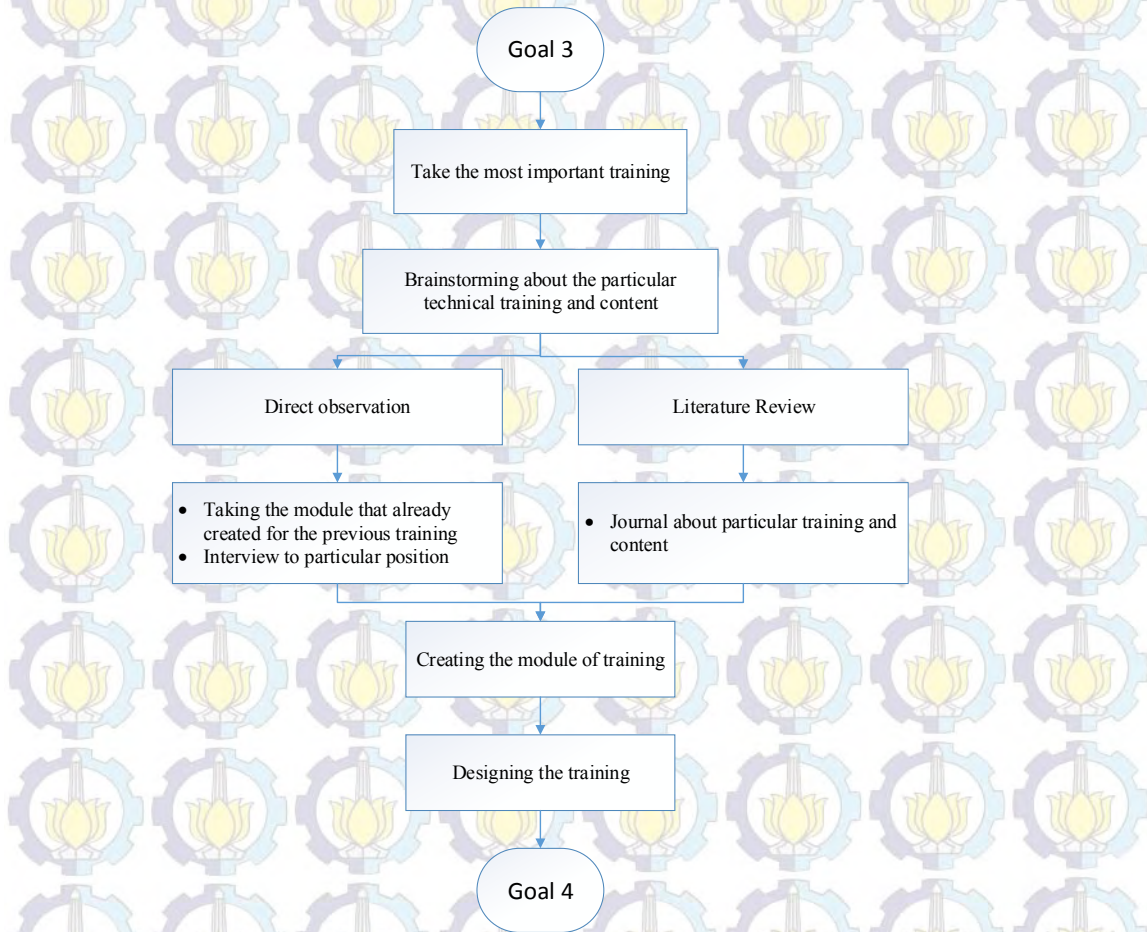 Goal 3
Take the most important training
Brainstorming about the particular
technical training and content
Direct observation
Literature Review
• Taking the module that already
created for the previous training
• Interview to particular position
• Journal about particular training and
content
Creating the module of training
Designing the training
Goal 4